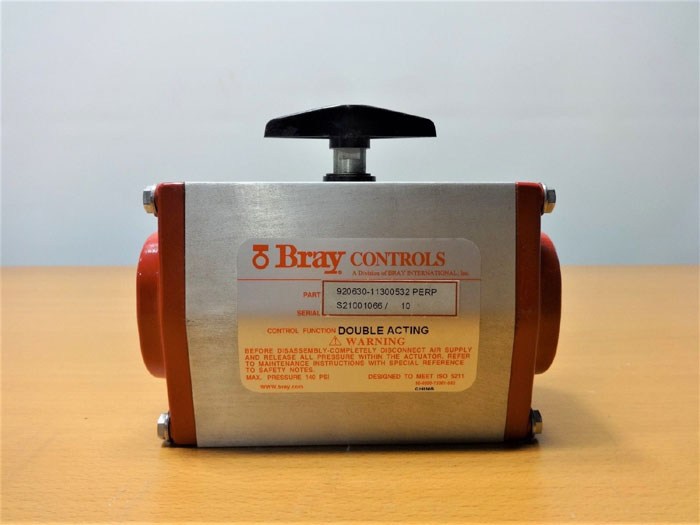 Bray CONTROLS
A Division of BRAY INTERNATIONAL, Inc.
PART 920630-11300532 PERP
SERIAL S21001066 / 10
CONTROL FUNCTION DOUBLE ACTING
⚠ WARNING
BEFORE DISASSEMBLY-COMPLETELY DISCONNECT AIR SUPPLY
AND RELEASE ALL PRESSURE WITHIN THE ACTUATOR. REFER
TO MAINTENANCE INSTRUCTIONS WITH SPECIAL REFERENCE
TO SAFETY NOTES.
MAX. PRESSURE 140 PSI DESIGNED TO MEET ISO 5211
www.bray.com